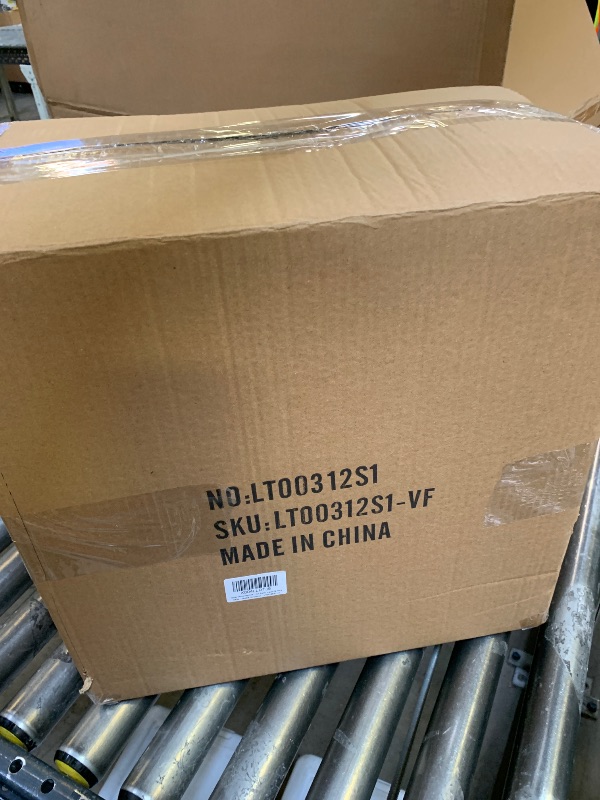 NO:LT00312S1
SKU:LT00312S1-VF
MADE IN CHINA